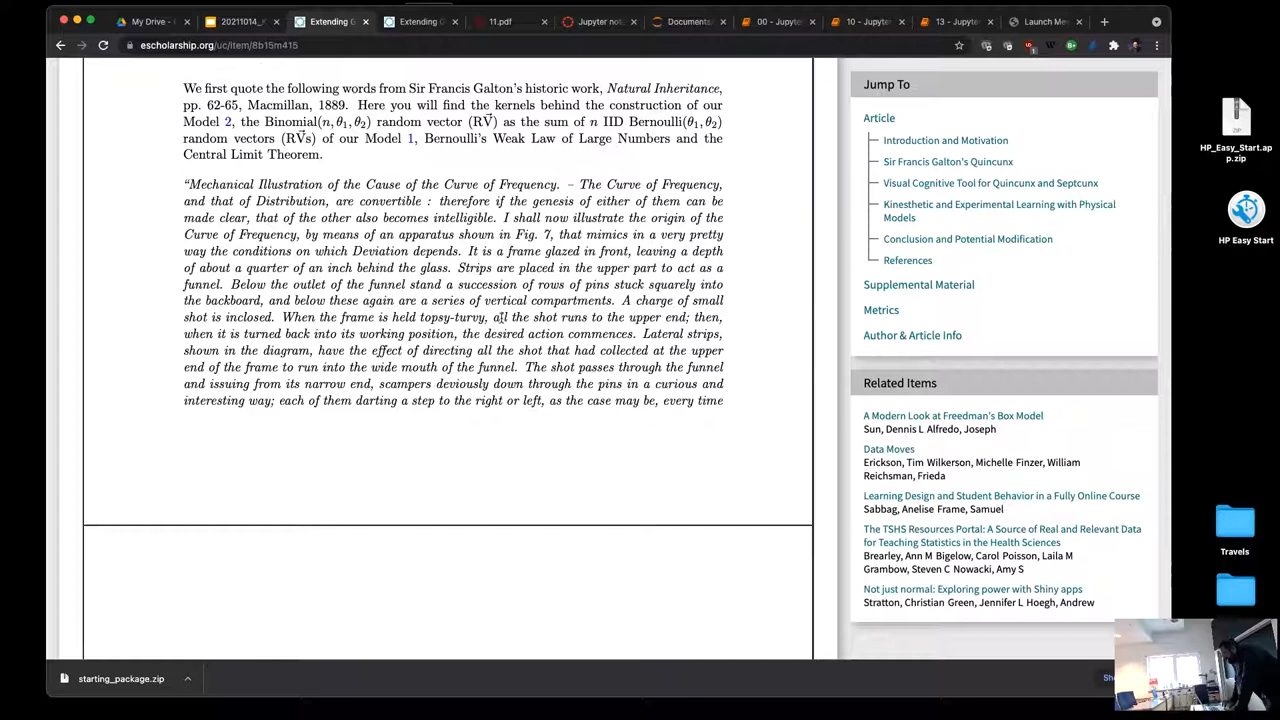 My Drive - G
20211014_K
Extending G
Extending G
11.pdf
Jupyter not
Documents/
00 - Jupyte
10 - Jupyte
13 - Jupyte
Launch Me
escholarship.org/uc/item/8b15m415
We first quote the following words from Sir Francis Galton's historic work, Natural Inheritance,
pp. 62-65, Macmillan, 1889. Here you will find the kernels behind the construction of our
Model 2, the Binomial(n, θ1, θ2) random vector (RV⃗) as the sum of n IID Bernoulli(θ1, θ2)
random vectors (RV⃗s) of our Model 1, Bernoulli's Weak Law of Large Numbers and the
Central Limit Theorem.
"Mechanical Illustration of the Cause of the Curve of Frequency. – The Curve of Frequency,
and that of Distribution, are convertible : therefore if the genesis of either of them can be
made clear, that of the other also becomes intelligible. I shall now illustrate the origin of the
Curve of Frequency, by means of an apparatus shown in Fig. 7, that mimics in a very pretty
way the conditions on which Deviation depends. It is a frame glazed in front, leaving a depth
of about a quarter of an inch behind the glass. Strips are placed in the upper part to act as a
funnel. Below the outlet of the funnel stand a succession of rows of pins stuck squarely into
the backboard, and below these again are a series of vertical compartments. A charge of small
shot is inclosed. When the frame is held topsy-turvy, all the shot runs to the upper end; then,
when it is turned back into its working position, the desired action commences. Lateral strips,
shown in the diagram, have the effect of directing all the shot that had collected at the upper
end of the frame to run into the wide mouth of the funnel. The shot passes through the funnel
and issuing from its narrow end, scampers deviously down through the pins in a curious and
interesting way; each of them darting a step to the right or left, as the case may be, every time
Jump To
Article
Introduction and Motivation
Sir Francis Galton's Quincunx
Visual Cognitive Tool for Quincunx and Septcunx
Kinesthetic and Experimental Learning with Physical
Models
Conclusion and Potential Modification
References
Supplemental Material
Metrics
Author & Article Info
Related Items
A Modern Look at Freedman's Box Model
Sun, Dennis L Alfredo, Joseph
Data Moves
Erickson, Tim Wilkerson, Michelle Finzer, William
Reichsman, Frieda
Learning Design and Student Behavior in a Fully Online Course
Sabbag, Anelise Frame, Samuel
The TSHS Resources Portal: A Source of Real and Relevant Data
for Teaching Statistics in the Health Sciences
Brearley, Ann M Bigelow, Carol Poisson, Laila M
Grambow, Steven C Nowacki, Amy S
Not just normal: Exploring power with Shiny apps
Stratton, Christian Green, Jennifer L Hoegh, Andrew
starting_package.zip
ZIP
HP_Easy_Start.ap
p.zip
HP Easy Start
Travels